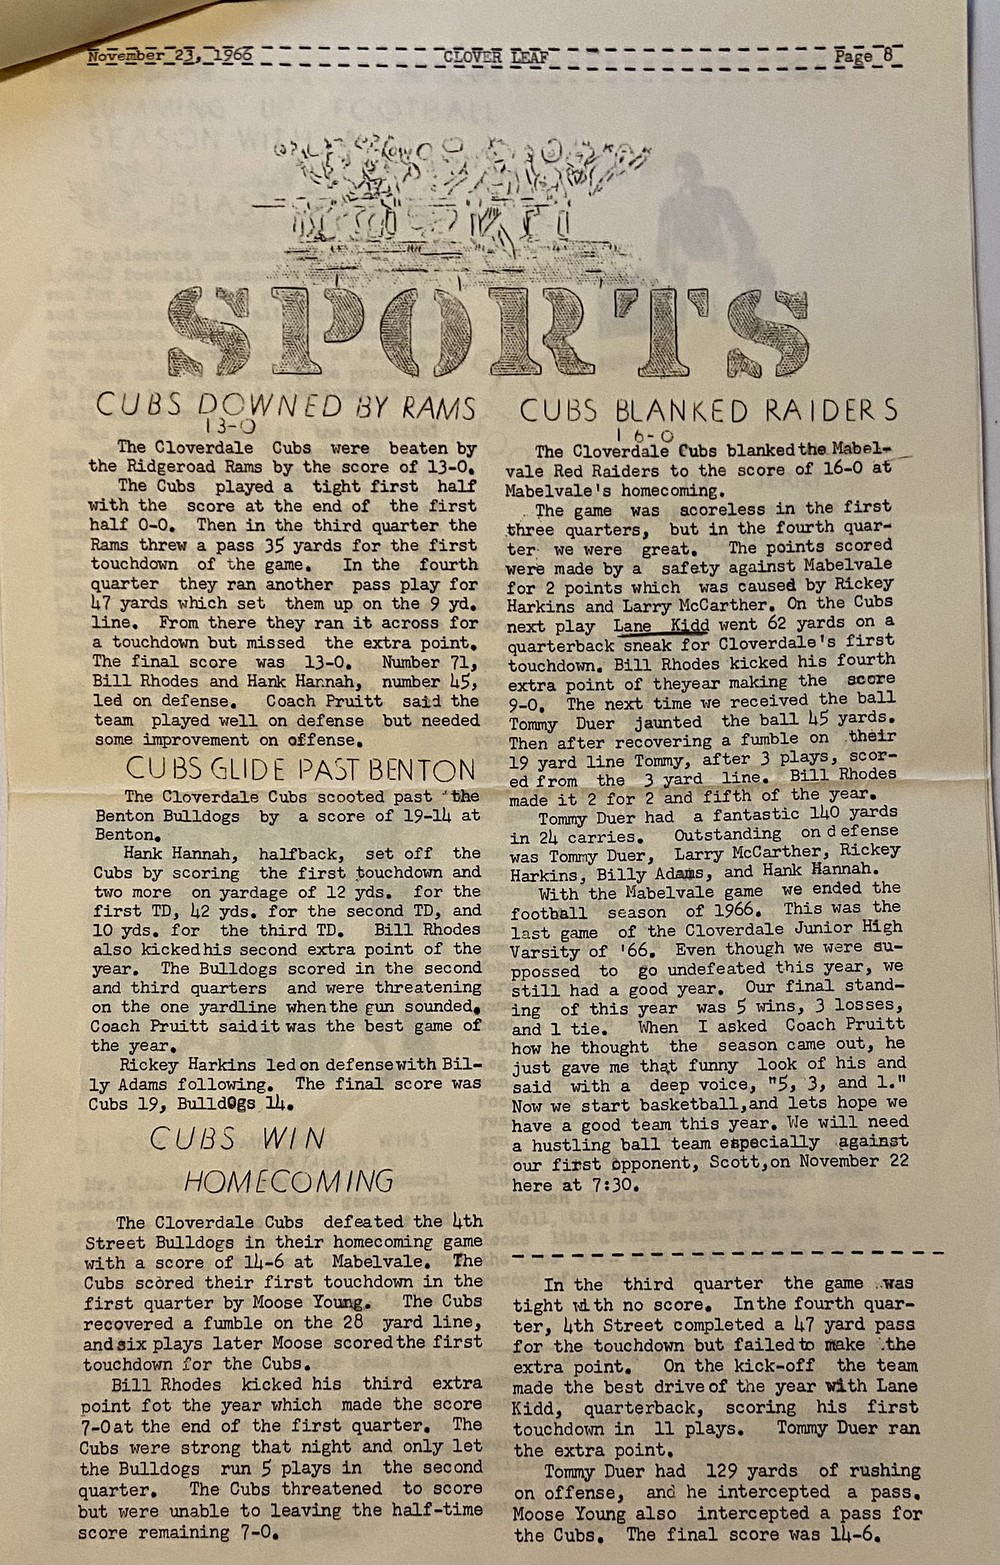 November 23, 1966 CLOVER LEAF Page 8
SPORTS
CUBS DOWNED BY RAMS
13-0
The Cloverdale Cubs were beaten by
the Ridgeroad Rams by the score of 13-0.
The Cubs played a tight first half
with the score at the end of the first
half 0-0. Then in the third quarter the
Rams threw a pass 35 yards for the first
touchdown of the game. In the fourth
quarter they ran another pass play for
47 yards which set them up on the 9 yd.
line. From there they ran it across for
a touchdown but missed the extra point.
The final score was 13-0. Number 71,
Bill Rhodes and Hank Hannah, number 45,
led on defense. Coach Pruitt said the
team played well on defense but needed
some improvement on offense.
CUBS GLIDE PAST BENTON
The Cloverdale Cubs scooted past the
Benton Bulldogs by a score of 19-14 at
Benton.
Hank Hannah, halfback, set off the
Cubs by scoring the first touchdown and
two more on yardage of 12 yds. for the
first TD, 42 yds. for the second TD, and
10 yds. for the third TD. Bill Rhodes
also kicked his second extra point of the
year. The Bulldogs scored in the second
and third quarters and were threatening
on the one yardline when the gun sounded.
Coach Pruitt said it was the best game of
the year.
Rickey Harkins led on defense with Bil-
ly Adams following. The final score was
Cubs 19, Bulldogs 14.
CUBS WIN
HOMECOMING
The Cloverdale Cubs defeated the 4th
Street Bulldogs in their homecoming game
with a score of 14-6 at Mabelvale. The
Cubs scored their first touchdown in the
first quarter by Moose Young. The Cubs
recovered a fumble on the 28 yard line,
and six plays later Moose scored the first
touchdown for the Cubs.
Bill Rhodes kicked his third extra
point fot the year which made the score
7-0 at the end of the first quarter. The
Cubs were strong that night and only let
the Bulldogs run 5 plays in the second
quarter. The Cubs threatened to score
but were unable to leaving the half-time
score remaining 7-0.
CUBS BLANKED RAIDERS
16-0
The Cloverdale Cubs blanked the Mabel-
vale Red Raiders to the score of 16-0 at
Mabelvale's homecoming.
The game was acoreless in the first
three quarters, but in the fourth quar-
ter we were great. The points scored
were made by a safety against Mabelvale
for 2 points which was caused by Rickey
Harkins and Larry McCarther. On the Cubs
next play Lane Kidd went 62 yards on a
quarterback sneak for Cloverdale's first
touchdown. Bill Rhodes kicked his fourth
extra point of theyear making the score
9-0. The next time we received the ball
Tommy Duer jaunted the ball 45 yards.
Then after recovering a fumble on their
19 yard line Tommy, after 3 plays, scor-
ed from the 3 yard line. Bill Rhodes
made it 2 for 2 and fifth of the year.
Tommy Duer had a fantastic 140 yards
in 24 carries. Outstanding on defense
was Tommy Duer, Larry McCarther, Rickey
Harkins, Billy Adams, and Hank Hannah.
With the Mabelvale game we ended the
football season of 1966. This was the
last game of the Cloverdale Junior High
Varsity of '66. Even though we were su-
ppossed to go undefeated this year, we
still had a good year. Our final stand-
ing of this year was 5 wins, 3 losses,
and 1 tie. When I asked Coach Pruitt
how he thought the season came out, he
just gave me that funny look of his and
said with a deep voice, "5, 3, and 1."
Now we start basketball,and lets hope we
have a good team this year. We will need
a hustling ball team especially against
our first opponent, Scott,on November 22
here at 7:30.
In the third quarter the game was
tight with no score. In the fourth quar-
ter, 4th Street completed a 47 yard pass
for the touchdown but failed to make the
extra point. On the kick-off the team
made the best drive of the year with Lane
Kidd, quarterback, scoring his first
touchdown in 11 plays. Tommy Duer ran
the extra point.
Tommy Duer had 129 yards of rushing
on offense, and he intercepted a pass.
Moose Young also intercepted a pass for
the Cubs. The final score was 14-6.